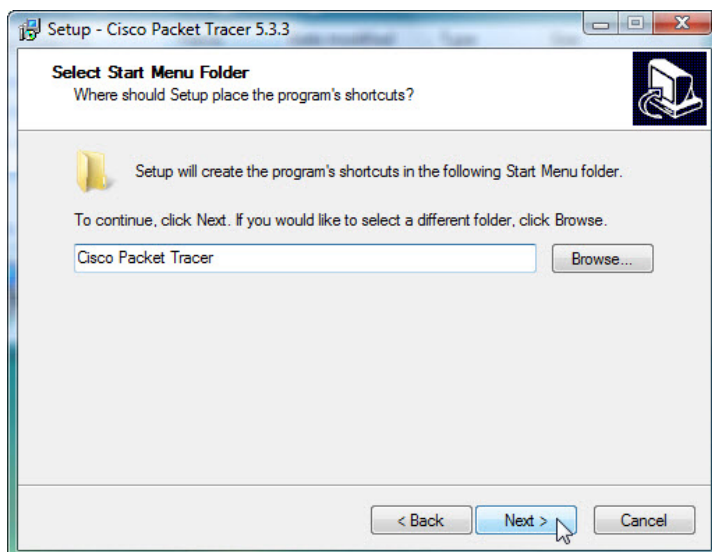 Setup - Cisco Packet Tracer 5.3.3
Select Start Menu Folder
Where should Setup place the program's shortcuts?
Setup will create the program's shortcuts in the following Start Menu folder.
To continue, click Next. If you would like to select a different folder, click Browse.
Cisco Packet Tracer
Browse...
< Back
Next >
Cancel